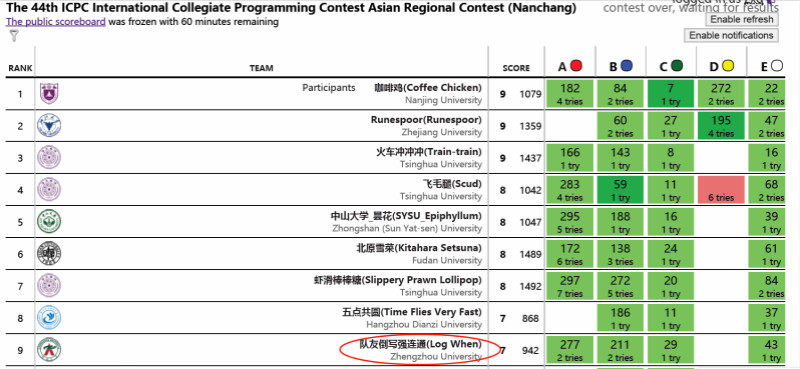 The 44th ICPC International Collegiate Programming Contest Asian Regional Contest (Nanchang)
contest over, waiting for results
The public scoreboard was frozen with 60 minutes remaining
Enable refresh
Enable notifications
RANK TEAM SCORE A B C D E
1 Participants 咖啡鸡(Coffee Chicken) 9 1079 182 84 7 272 22
Nanjing University 4 tries 2 tries 1 try 2 tries 2 tries
2 Runespoor(Runespoor) 9 1359 60 27 195 47
Zhejiang University 2 tries 1 try 4 tries 2 tries
3 火车冲冲冲(Train-train) 9 1437 166 143 8 16
Tsinghua University 1 try 1 try 1 try 1 try
4 飞毛腿(Scud) 8 1042 283 59 11 68
Tsinghua University 4 tries 1 try 1 try 6 tries 2 tries
5 中山大学_昙花(SYSU_Epiphyllum) 8 1047 295 188 16 39
Zhongshan (Sun Yat-sen) University 5 tries 1 try 1 try 1 try
6 北原雪菜(Kitahara Setsuna) 8 1489 172 138 24 61
Fudan University 6 tries 3 tries 1 try 1 try
7 虾滑棒棒糖(Slippery Prawn Lollipop) 8 1492 297 272 20 84
Tsinghua University 7 tries 5 tries 1 try 2 tries
8 五点共圆(Time Flies Very Fast) 7 868 186 11 37
Hangzhou Dianzi University 1 try 1 try 1 try
9 队友倒写强连通(Log When) 7 942 277 211 29 43
Zhengzhou University 2 tries 2 tries 1 try 1 try